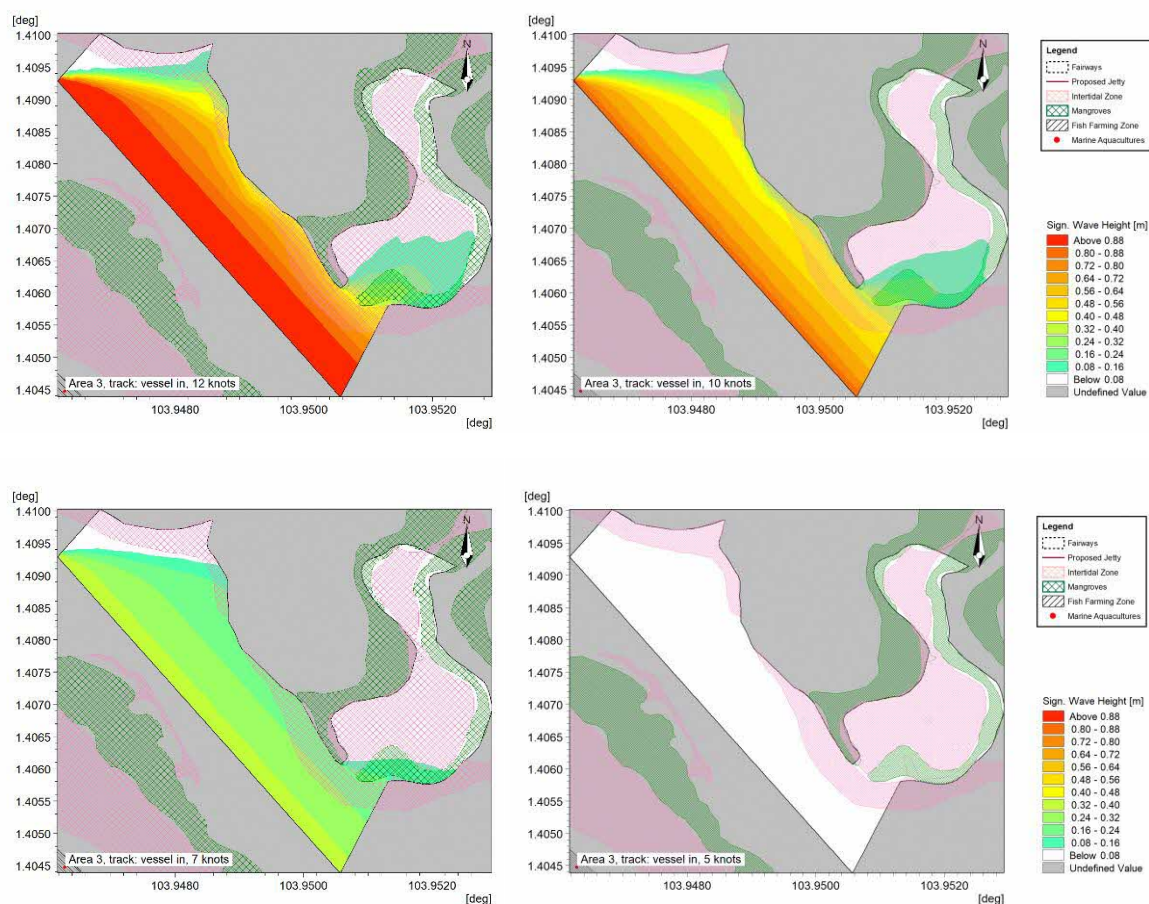 [deg]
1.4100
1.4095
1.4090
1.4085
1.4080
1.4075
1.4070
1.4065
1.4060
1.4055
1.4050
1.4045
N
Area 3, track: vessel in, 12 knots
103.9480 103.9500 103.9520
[deg]
[deg]
1.4100
1.4095
1.4090
1.4085
1.4080
1.4075
1.4070
1.4065
1.4060
1.4055
1.4050
1.4045
N
Area 3, track: vessel in, 10 knots
103.9480 103.9500 103.9520
[deg]
Legend
Fairways
Proposed Jetty
Intertidal Zone
Mangroves
Fish Farming Zone
Marine Aquacultures
Sign. Wave Height [m]
Above 0.88
0.80 - 0.88
0.72 - 0.80
0.64 - 0.72
0.56 - 0.64
0.48 - 0.56
0.40 - 0.48
0.32 - 0.40
0.24 - 0.32
0.16 - 0.24
0.08 - 0.16
Below 0.08
Undefined Value
[deg]
1.4100
1.4095
1.4090
1.4085
1.4080
1.4075
1.4070
1.4065
1.4060
1.4055
1.4050
1.4045
N
Area 3, track: vessel in, 7 knots
103.9480 103.9500 103.9520
[deg]
[deg]
1.4100
1.4095
1.4090
1.4085
1.4080
1.4075
1.4070
1.4065
1.4060
1.4055
1.4050
1.4045
N
Area 3, track: vessel in, 5 knots
103.9480 103.9500 103.9520
[deg]
Legend
Fairways
Proposed Jetty
Intertidal Zone
Mangroves
Fish Farming Zone
Marine Aquacultures
Sign. Wave Height [m]
Above 0.88
0.80 - 0.88
0.72 - 0.80
0.64 - 0.72
0.56 - 0.64
0.48 - 0.56
0.40 - 0.48
0.32 - 0.40
0.24 - 0.32
0.16 - 0.24
0.08 - 0.16
Below 0.08
Undefined Value